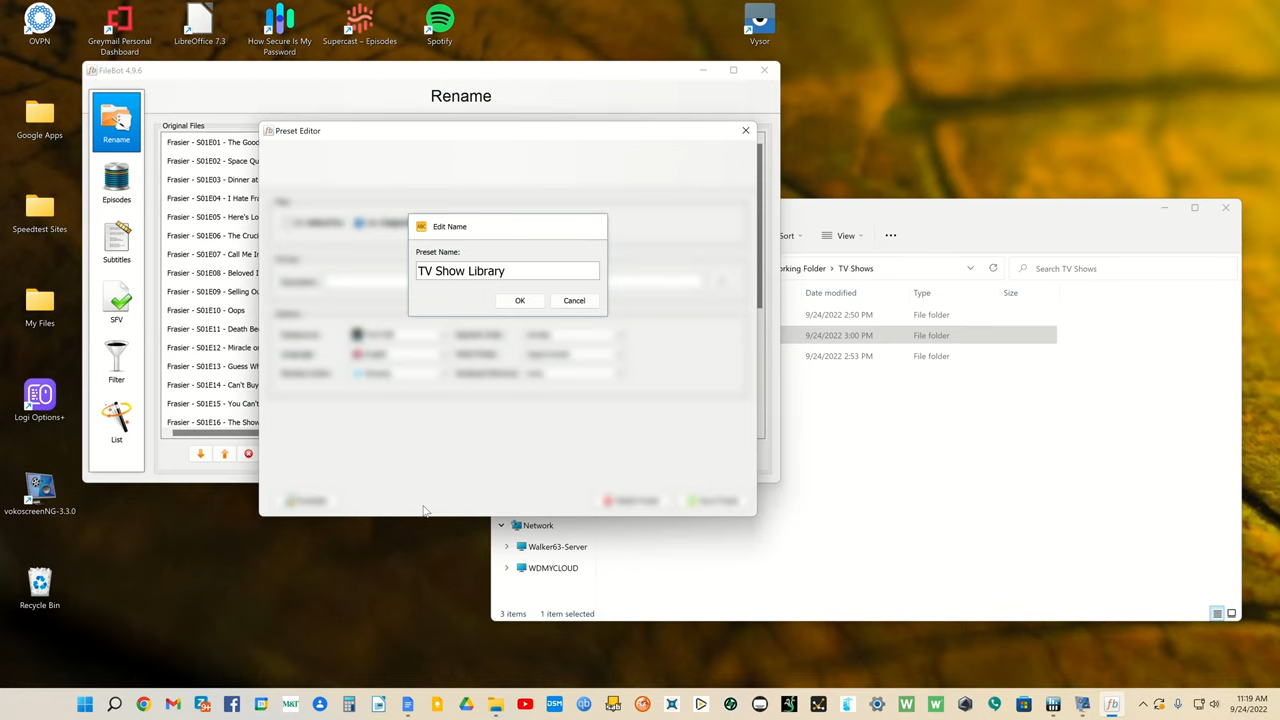 OVPN
Greymail Personal
Dashboard
LibreOffice 7.3
How Secure Is My
Password
Supercast – Episodes
Spotify
Vysor
Google Apps
Speedtest Sites
My Files
Logi Options+
vokoscreenNG-3.3.0
Recycle Bin
FileBot 4.9.6
Rename
Rename
Episodes
Subtitles
SFV
Filter
List
Original Files
Frasier - S01E01 - The Good
Frasier - S01E02 - Space Qu
Frasier - S01E03 - Dinner at
Frasier - S01E04 - I Hate Fra
Frasier - S01E05 - Here's Lo
Frasier - S01E06 - The Cruci
Frasier - S01E07 - Call Me In
Frasier - S01E08 - Beloved I
Frasier - S01E09 - Selling Ou
Frasier - S01E10 - Oops
Frasier - S01E11 - Death Be
Frasier - S01E12 - Miracle o
Frasier - S01E13 - Guess Wh
Frasier - S01E14 - Can't Buy
Frasier - S01E15 - You Can't
Frasier - S01E16 - The Show
Preset Editor
Edit Name
Preset Name:
TV Show Library
OK
Cancel
Sort
View
rking Folder > TV Shows
Search TV Shows
Date modified
Type
Size
9/24/2022 2:50 PM
File folder
9/24/2022 3:00 PM
File folder
9/24/2022 2:53 PM
File folder
Network
Walker63-Server
WDMYCLOUD
3 items
1 item selected
M&T
DSM
qb
W
W
fb
11:19 AM
9/24/2022